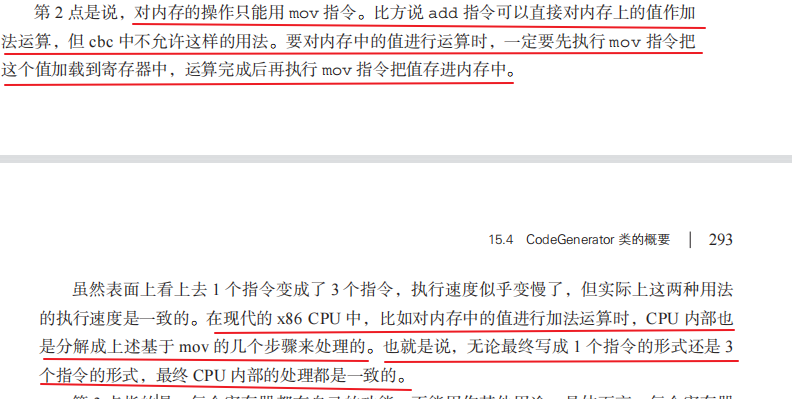 第 2 点是说，对内存的操作只能用 mov 指令。比方说 add 指令可以直接对内存上的值作加
法运算，但 cbc 中不允许这样的用法。要对内存中的值进行运算时，一定要先执行 mov 指令把
这个值加载到寄存器中，运算完成后再执行 mov 指令把值存进内存中。
15.4 CodeGenerator 类的概要 | 293
虽然表面上看上去 1 个指令变成了 3 个指令，执行速度似乎变慢了，但实际上这两种用法
的执行速度是一致的。在现代的 x86 CPU 中，比如对内存中的值进行加法运算时，CPU 内部也
是分解成上述基于 mov 的几个步骤来处理的。也就是说，无论最终写成 1 个指令的形式还是 3
个指令的形式，最终 CPU 内部的处理都是一致的。